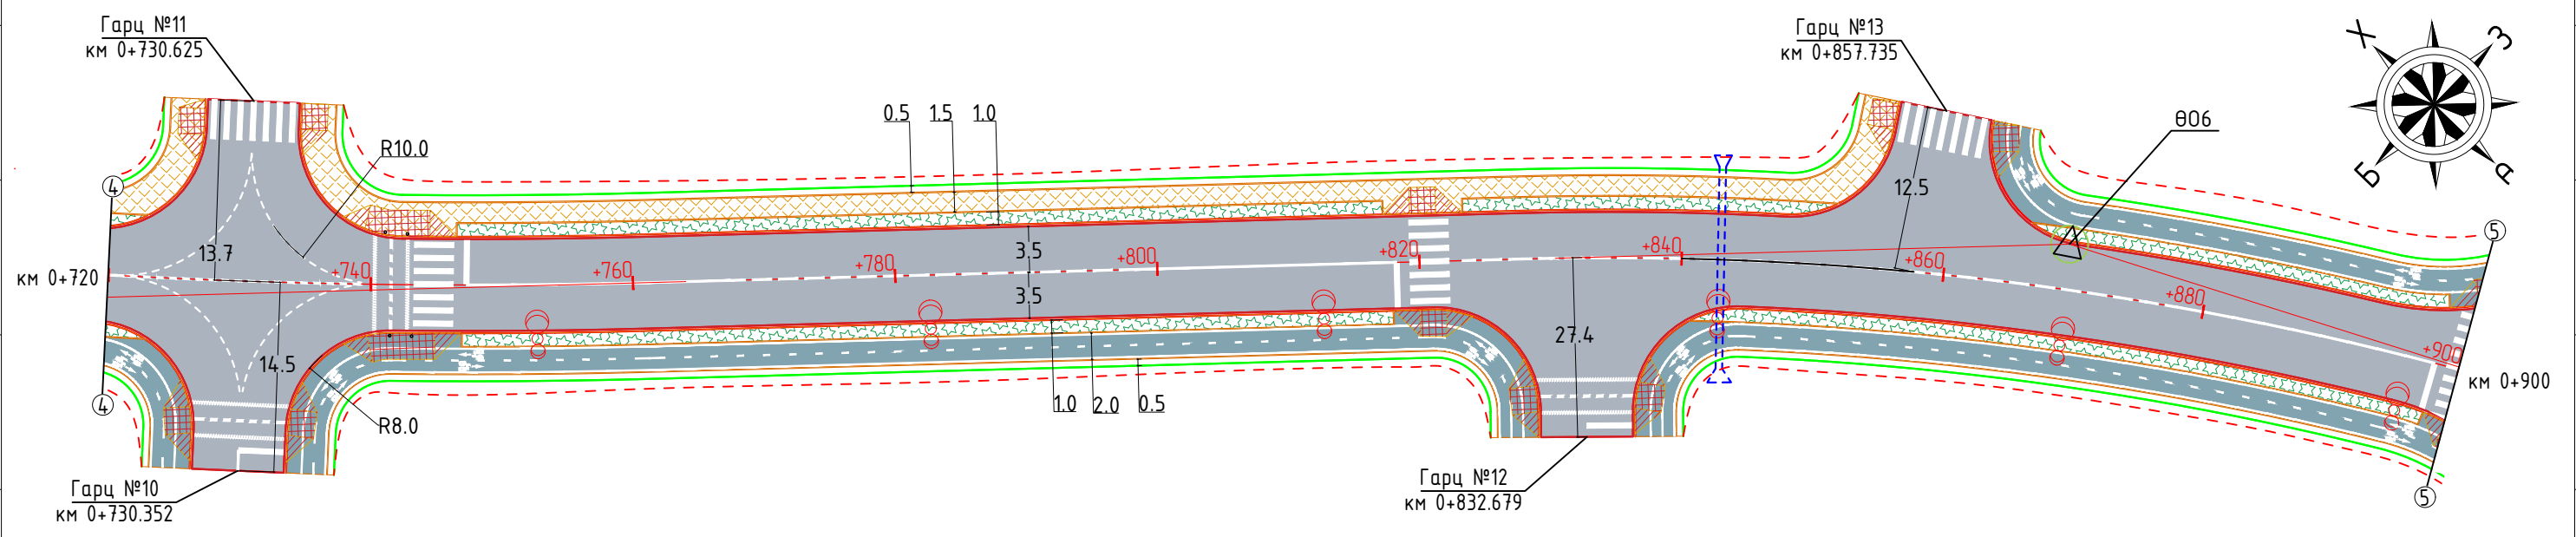 Гарц №11
км 0+730.625
Гарц №13
км 0+857.735
Х
З
Б
А
θ06
0.5
1.5
1.0
R10.0
4
12.5
13.7
3.5
+820
+840
+860
5
км 0+720
+740
+760
+780
+800
3.5
+880
27.4
14.5
+900
км 0+900
4
1.0
2.0
0.5
R8.0
Гарц №10
км 0+730.352
Гарц №12
км 0+832.679
5